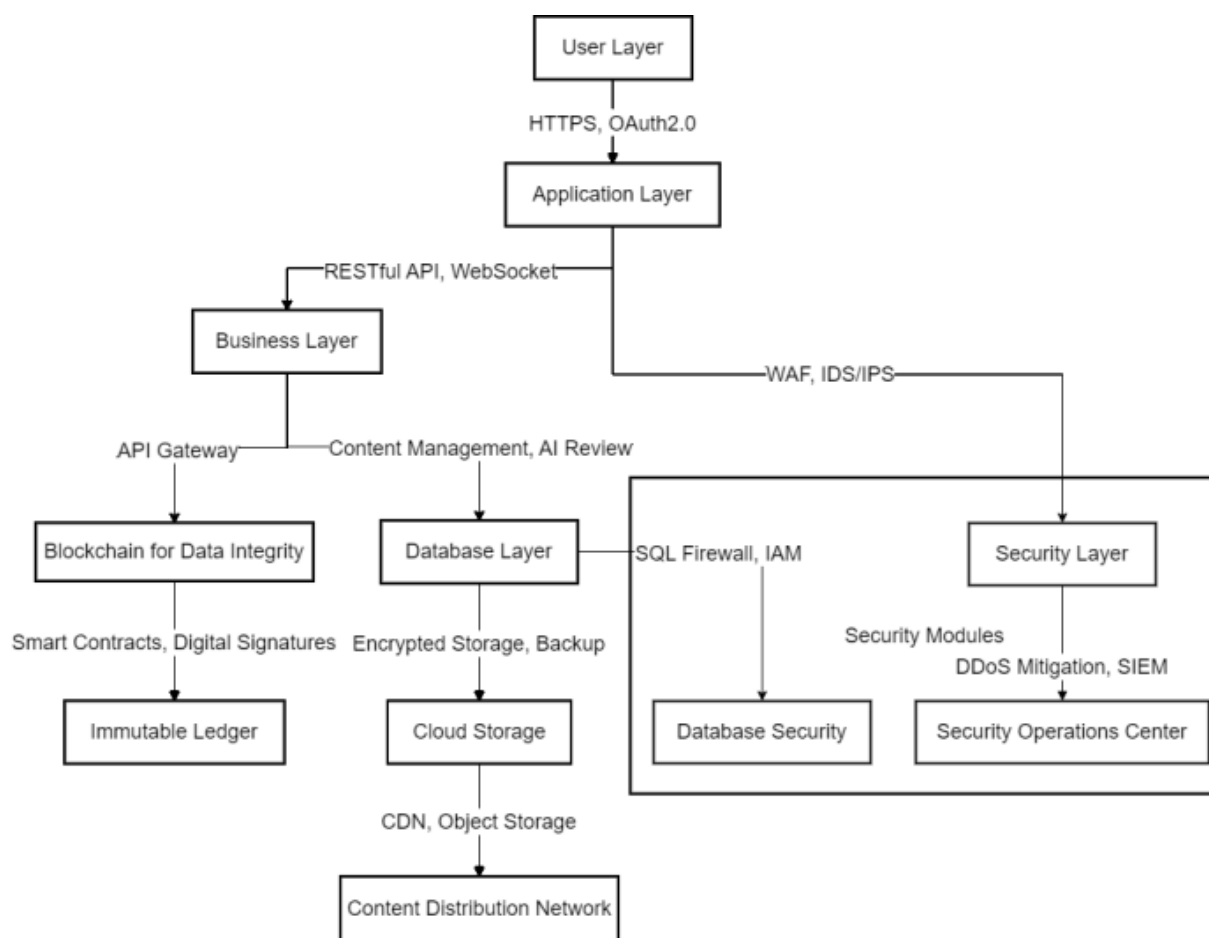 User Layer
HTTPS, OAuth2.0
Application Layer
RESTful API, WebSocket
Business Layer
WAF, IDS/IPS
API Gateway
Content Management, AI Review
Blockchain for Data Integrity
Database Layer
SQL Firewall, IAM
Security Layer
Smart Contracts, Digital Signatures
Encrypted Storage, Backup
Security Modules
DDoS Mitigation, SIEM
Immutable Ledger
Cloud Storage
Database Security
Security Operations Center
CDN, Object Storage
Content Distribution Network